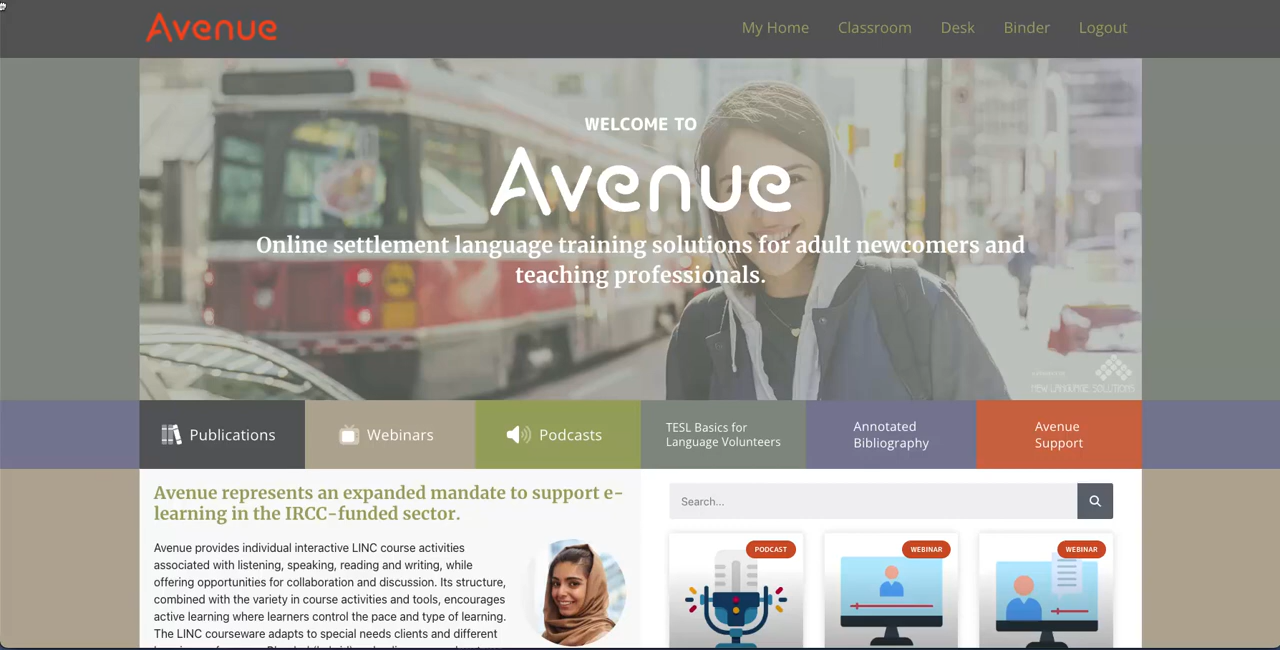 Avenue
My Home
Classroom
Desk
Binder
Logout
WELCOME TO
Avenue
Online settlement language training solutions for adult newcomers and
teaching professionals.
NEW LANGUAGE SOLUTIONS
Publications
Webinars
Podcasts
TESL Basics for
Language Volunteers
Annotated
Bibliography
Avenue
Support
Avenue represents an expanded mandate to support e-
learning in the IRCC-funded sector.
Avenue provides individual interactive LINC course activities
associated with listening, speaking, reading and writing, while
offering opportunities for collaboration and discussion. Its structure,
combined with the variety in course activities and tools, encourages
active learning where learners control the pace and type of learning.
The LINC courseware adapts to special needs clients and different
Search...
PODCAST
WEBINAR
WEBINAR